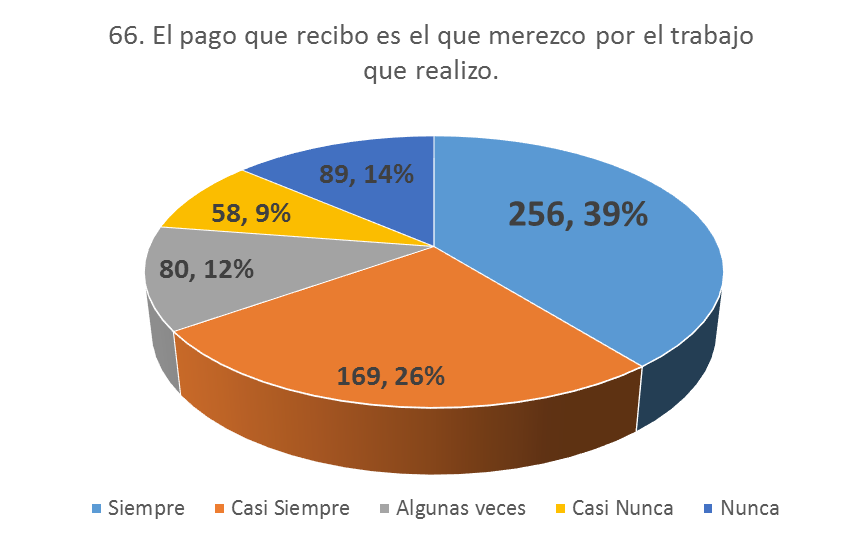 66. El pago que recibo es el que merezco por el trabajo
que realizo.
89, 14%
256, 39%
58, 9%
80, 12%
169, 26%
Siempre Casi Siempre Algunas veces Casi Nunca Nunca